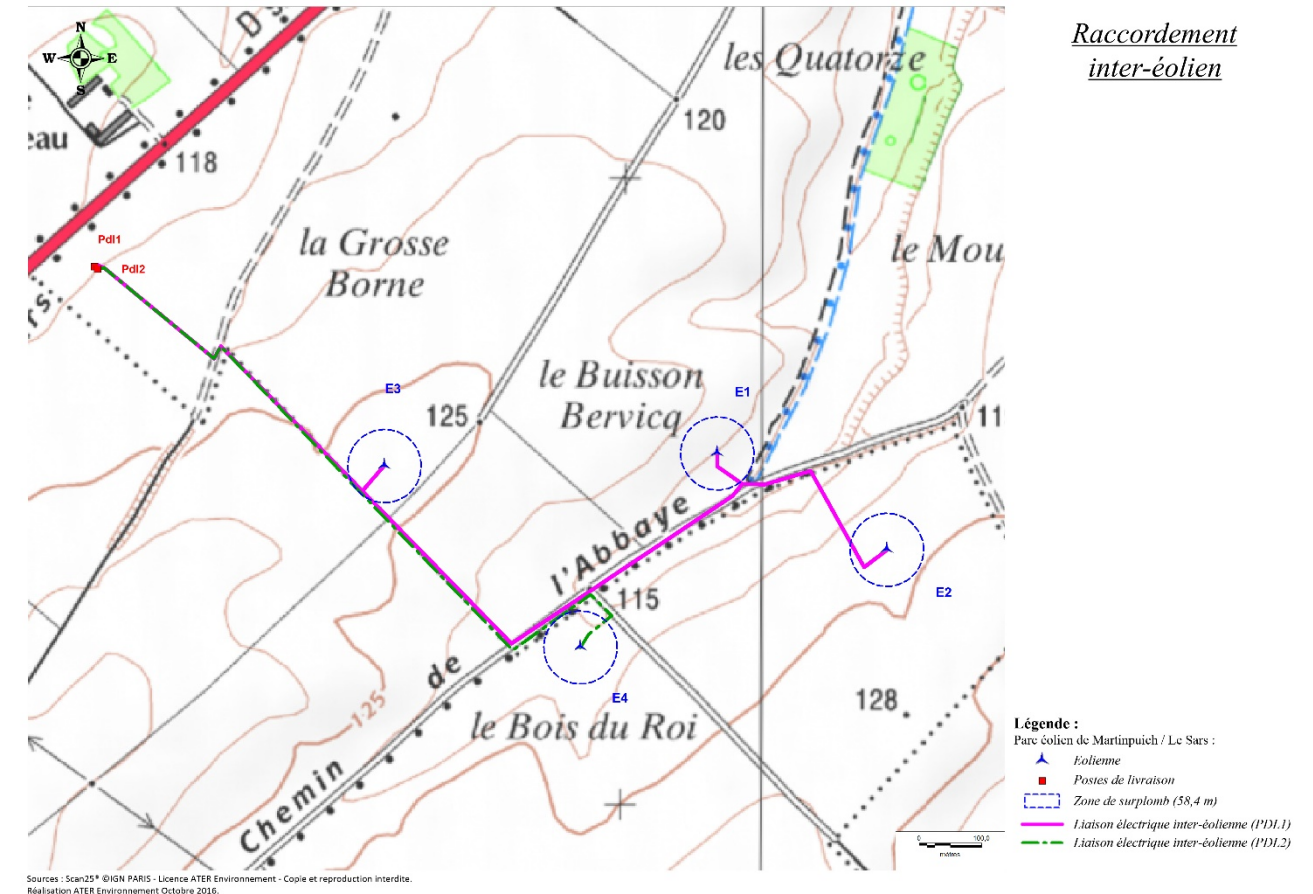 Raccordement
inter-éolien
N
W
E
S
les Quatorze
120
eau
118
Pdl1
Pdl2
la Grosse
Borne
le Mou
rs
E3
le Buisson
Bervicq
E1
125
11
l'Abbaye
115
E2
de
E4
125
le Bois du Roi
128
Chemin
0
100,0
mètres
Légende :
Parc éolien de Martinpuich / Le Sars :
Eolienne
Postes de livraison
Zone de surplomb (58,4 m)
Liaison électrique inter-éolienne (PDL1)
Liaison électrique inter-éolienne (PDL2)
Sources : Scan25® ©IGN PARIS - Licence ATER Environnement - Copie et reproduction interdite.
Réalisation ATER Environnement Octobre 2016.